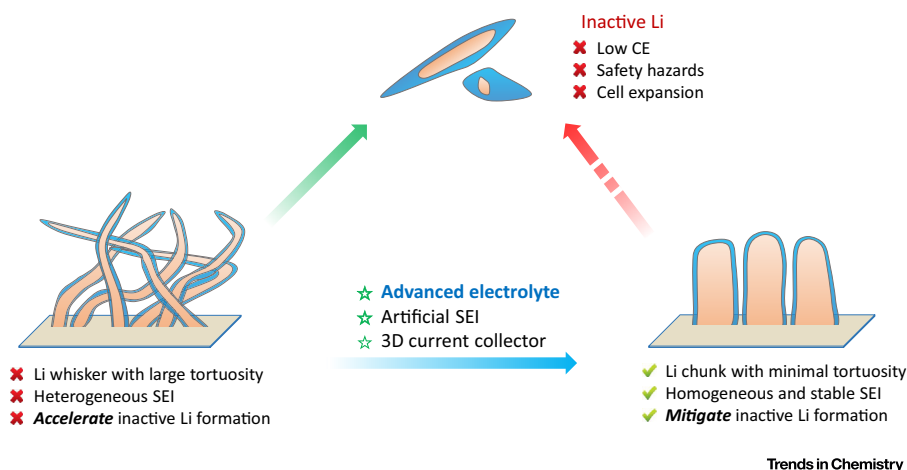 Inactive Li
Low CE
Safety hazards
Cell expansion
Advanced electrolyte
Artificial SEI
3D current collector
Li whisker with large tortuosity
Heterogeneous SEI
Accelerate inactive Li formation
Li chunk with minimal tortuosity
Homogeneous and stable SEI
Mitigate inactive Li formation
Trends in Chemistry